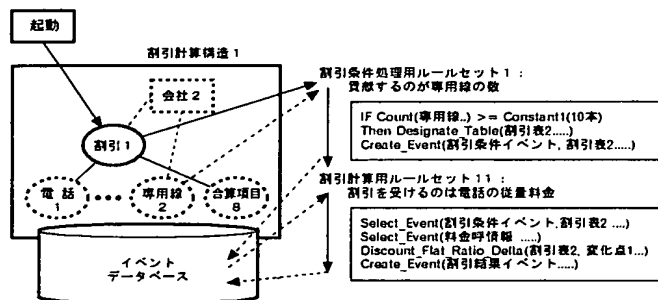 起動
割引計算構造1
会社2
割引1
電話
1
•••
専用線
2
合算項目
8
イベント
データベース
割引条件処理用ルールセット1：
貢献するのが専用線の数
IF Count(専用線..) >= Constant1(10本)
Then Designate_Table(割引表2.....)
Create_Event(割引条件イベント, 割引表2.....)
割引計算用ルールセット11：
割引を受けるのは電話の従量料金
Select_Event(割引条件イベント,割引表2 ....)
Select_Event(料金呼情報 .....)
Discount_Flat_Ratio_Delta(割引表2, 変化点1...)
Create_Event(割引結果イベント.....)